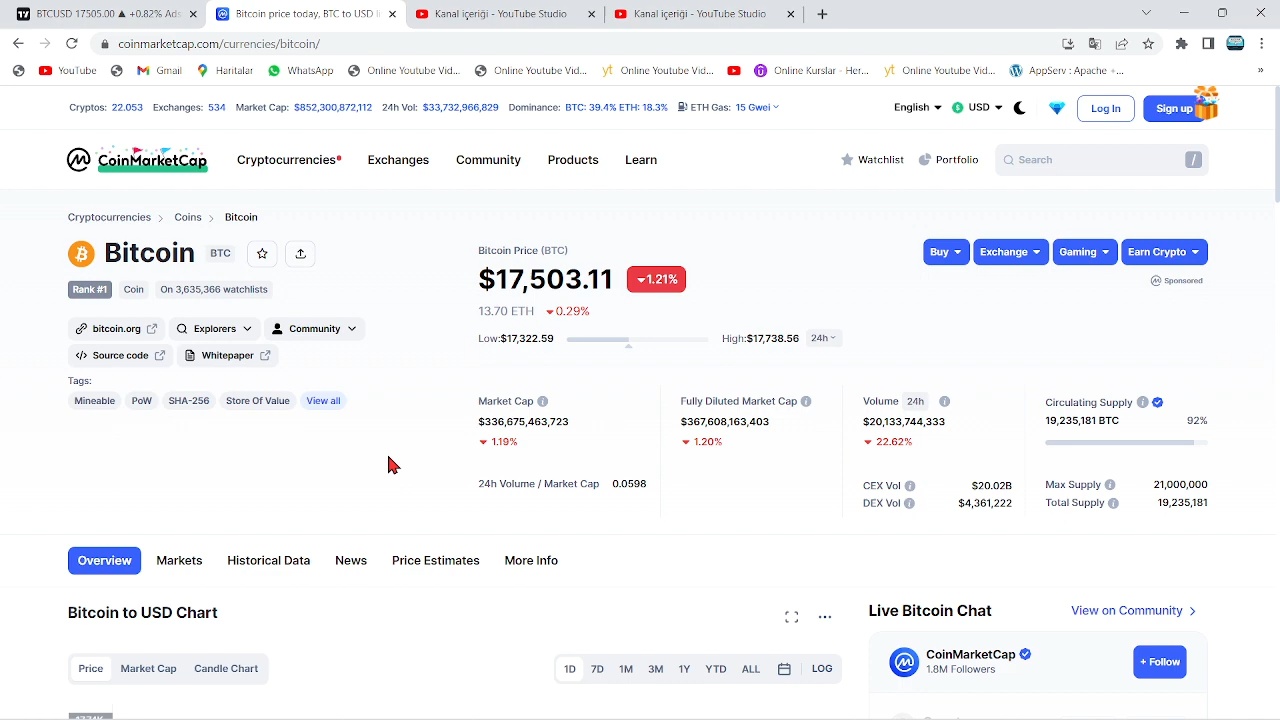 BTCUSD 17505.00 ▲ +0.82% Ads
Bitcoin price today, BTC to USD li
Kanal içeriği - YouTube Studio
Kanal içeriği - YouTube Studio
coinmarketcap.com/currencies/bitcoin/
YouTube Gmail Haritalar WhatsApp Online Youtube Vid... Online Youtube Vid... Online Youtube Vid... Online Kurslar - Her... Online Youtube Vid... AppServ : Apache +... »
Cryptos: 22.053 Exchanges: 534 Market Cap: $852,300,872,112 24h Vol: $33,732,966,829 Dominance: BTC: 39.4% ETH: 18.3% ETH Gas: 15 Gwei English USD Log In Sign up
CoinMarketCap Cryptocurrencies Exchanges Community Products Learn Watchlist Portfolio Search /
Cryptocurrencies > Coins > Bitcoin
Bitcoin BTC
Rank #1 Coin On 3,635,366 watchlists
bitcoin.org Explorers Community
Source code Whitepaper
Tags:
Mineable PoW SHA-256 Store Of Value View all
Bitcoin Price (BTC)
$17,503.11 1.21%
13.70 ETH 0.29%
Low:$17,322.59 High:$17,738.56 24h
Buy Exchange Gaming Earn Crypto
Sponsored
Market Cap
$336,675,463,723
1.19%
24h Volume / Market Cap 0.0598
Fully Diluted Market Cap
$367,608,163,403
1.20%
Volume 24h
$20,133,744,333
22.62%
CEX Vol $20.02B
DEX Vol $4,361,222
Circulating Supply
19,235,181 BTC 92%
Max Supply 21,000,000
Total Supply 19,235,181
Overview Markets Historical Data News Price Estimates More Info
Bitcoin to USD Chart
Price Market Cap Candle Chart 1D 7D 1M 3M 1Y YTD ALL LOG
Live Bitcoin Chat View on Community >
CoinMarketCap
1.8M Followers
+ Follow